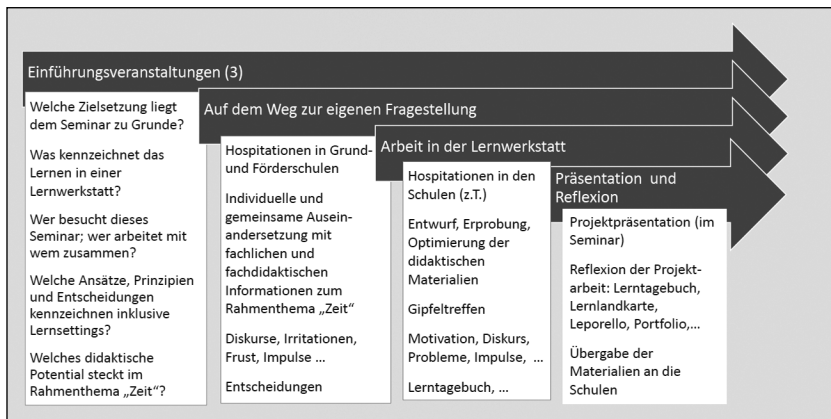 Einführungsveranstaltungen (3)
Welche Zielsetzung liegt
dem Seminar zu Grunde?
Was kennzeichnet das
Lernen in einer
Lernwerkstatt?
Wer besucht dieses
Seminar; wer arbeitet mit
wem zusammen?
Welche Ansätze, Prinzipien
und Entscheidungen
kennzeichnen inklusive
Lernsettings?
Welches didaktische
Potential steckt im
Rahmenthema „Zeit“?
Auf dem Weg zur eigenen Fragestellung
Hospitationen in Grund-
und Förderschulen
Individuelle und
gemeinsame Ausein-
andersetzung mit
fachlichen und
fachdidaktischen
Informationen zum
Rahmenthema „Zeit“
Diskurse, Irritationen,
Frust, Impulse ...
Entscheidungen
Arbeit in der Lernwerkstatt
Hospitationen in den
Schulen (z.T.)
Entwurf, Erprobung,
Optimierung der
didaktischen
Materialien
Gipfeltreffen
Motivation, Diskurs,
Probleme, Impulse, ...
Lerntagebuch, ...
Präsentation und
Reflexion
Projektpräsentation (im
Seminar)
Reflexion der Projekt-
arbeit: Lerntagebuch,
Lernlandkarte,
Leporello, Portfolio,...
Übergabe der
Materialien an die
Schulen